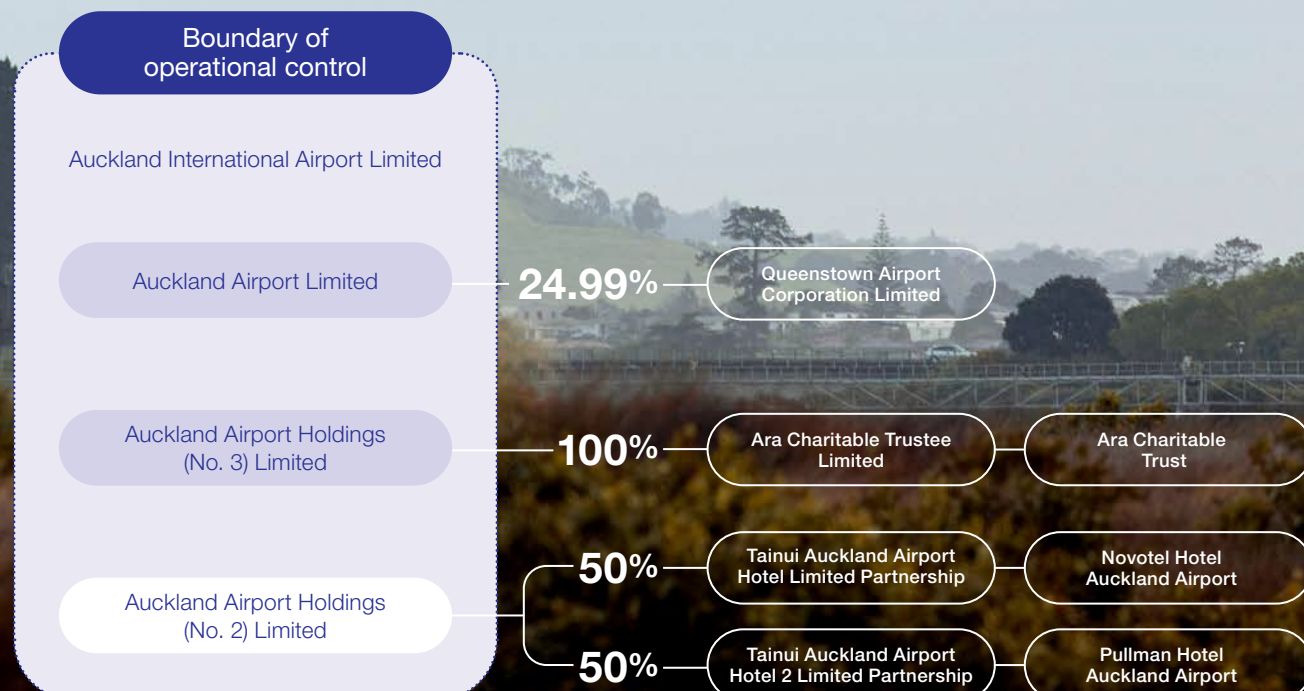 Boundary of
operational control
Auckland International Airport Limited
Auckland Airport Limited
24.99%
Queenstown Airport
Corporation Limited
Auckland Airport Holdings
(No. 3) Limited
100%
Ara Charitable Trustee
Limited
Ara Charitable
Trust
Auckland Airport Holdings
(No. 2) Limited
50%
Tainui Auckland Airport
Hotel Limited Partnership
Novotel Hotel
Auckland Airport
50%
Tainui Auckland Airport
Hotel 2 Limited Partnership
Pullman Hotel
Auckland Airport